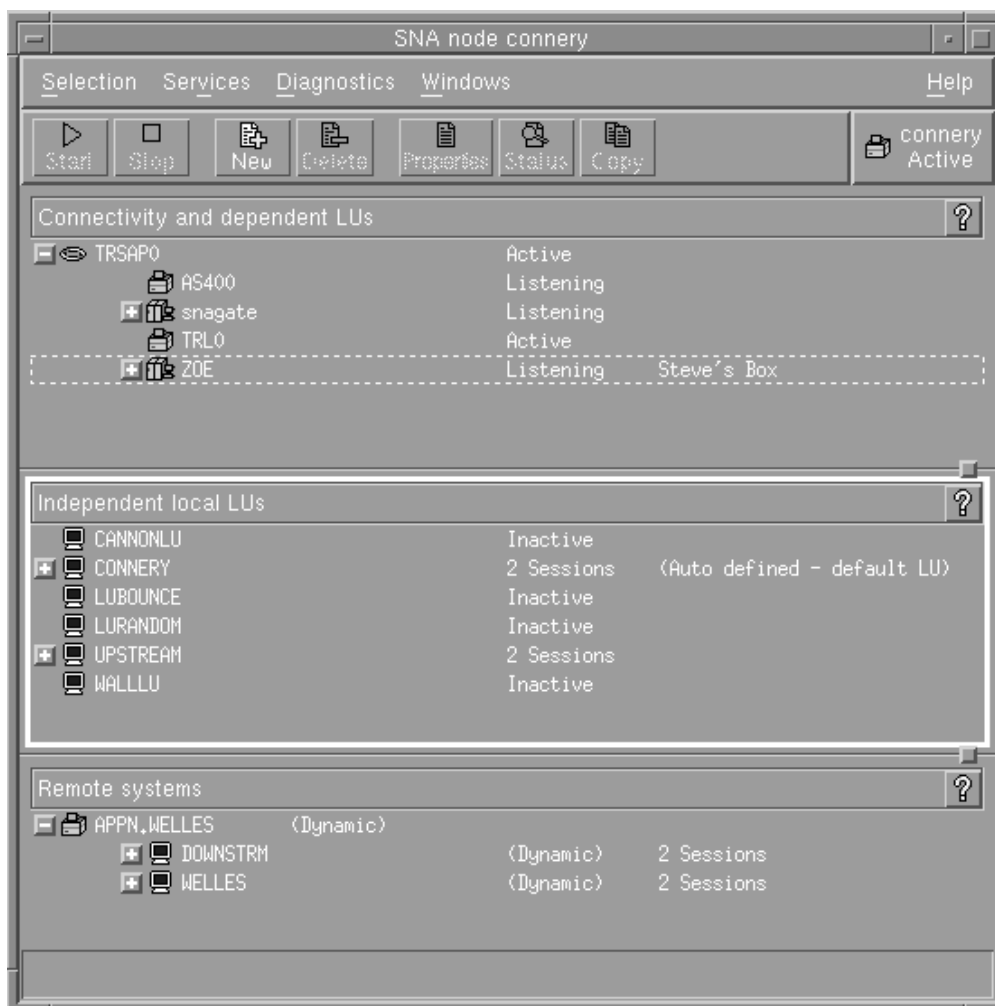 SNA node connery
Selection Services Diagnostics Windows Help
Start Stop New Delete Properties Status Copy connery Active
Connectivity and dependent LUs ?
TRSAP0 Active
AS400 Listening
snagate Listening
TRL0 Active
ZOE Listening Steve's Box
Independent local LUs ?
CANNONLU Inactive
CONNERY 2 Sessions (Auto defined - default LU)
LUBOUNCE Inactive
LURANDOM Inactive
UPSTREAM 2 Sessions
WALLLU Inactive
Remote systems ?
APPN.WELLES (Dynamic)
DOWNSTRM (Dynamic) 2 Sessions
WELLES (Dynamic) 2 Sessions